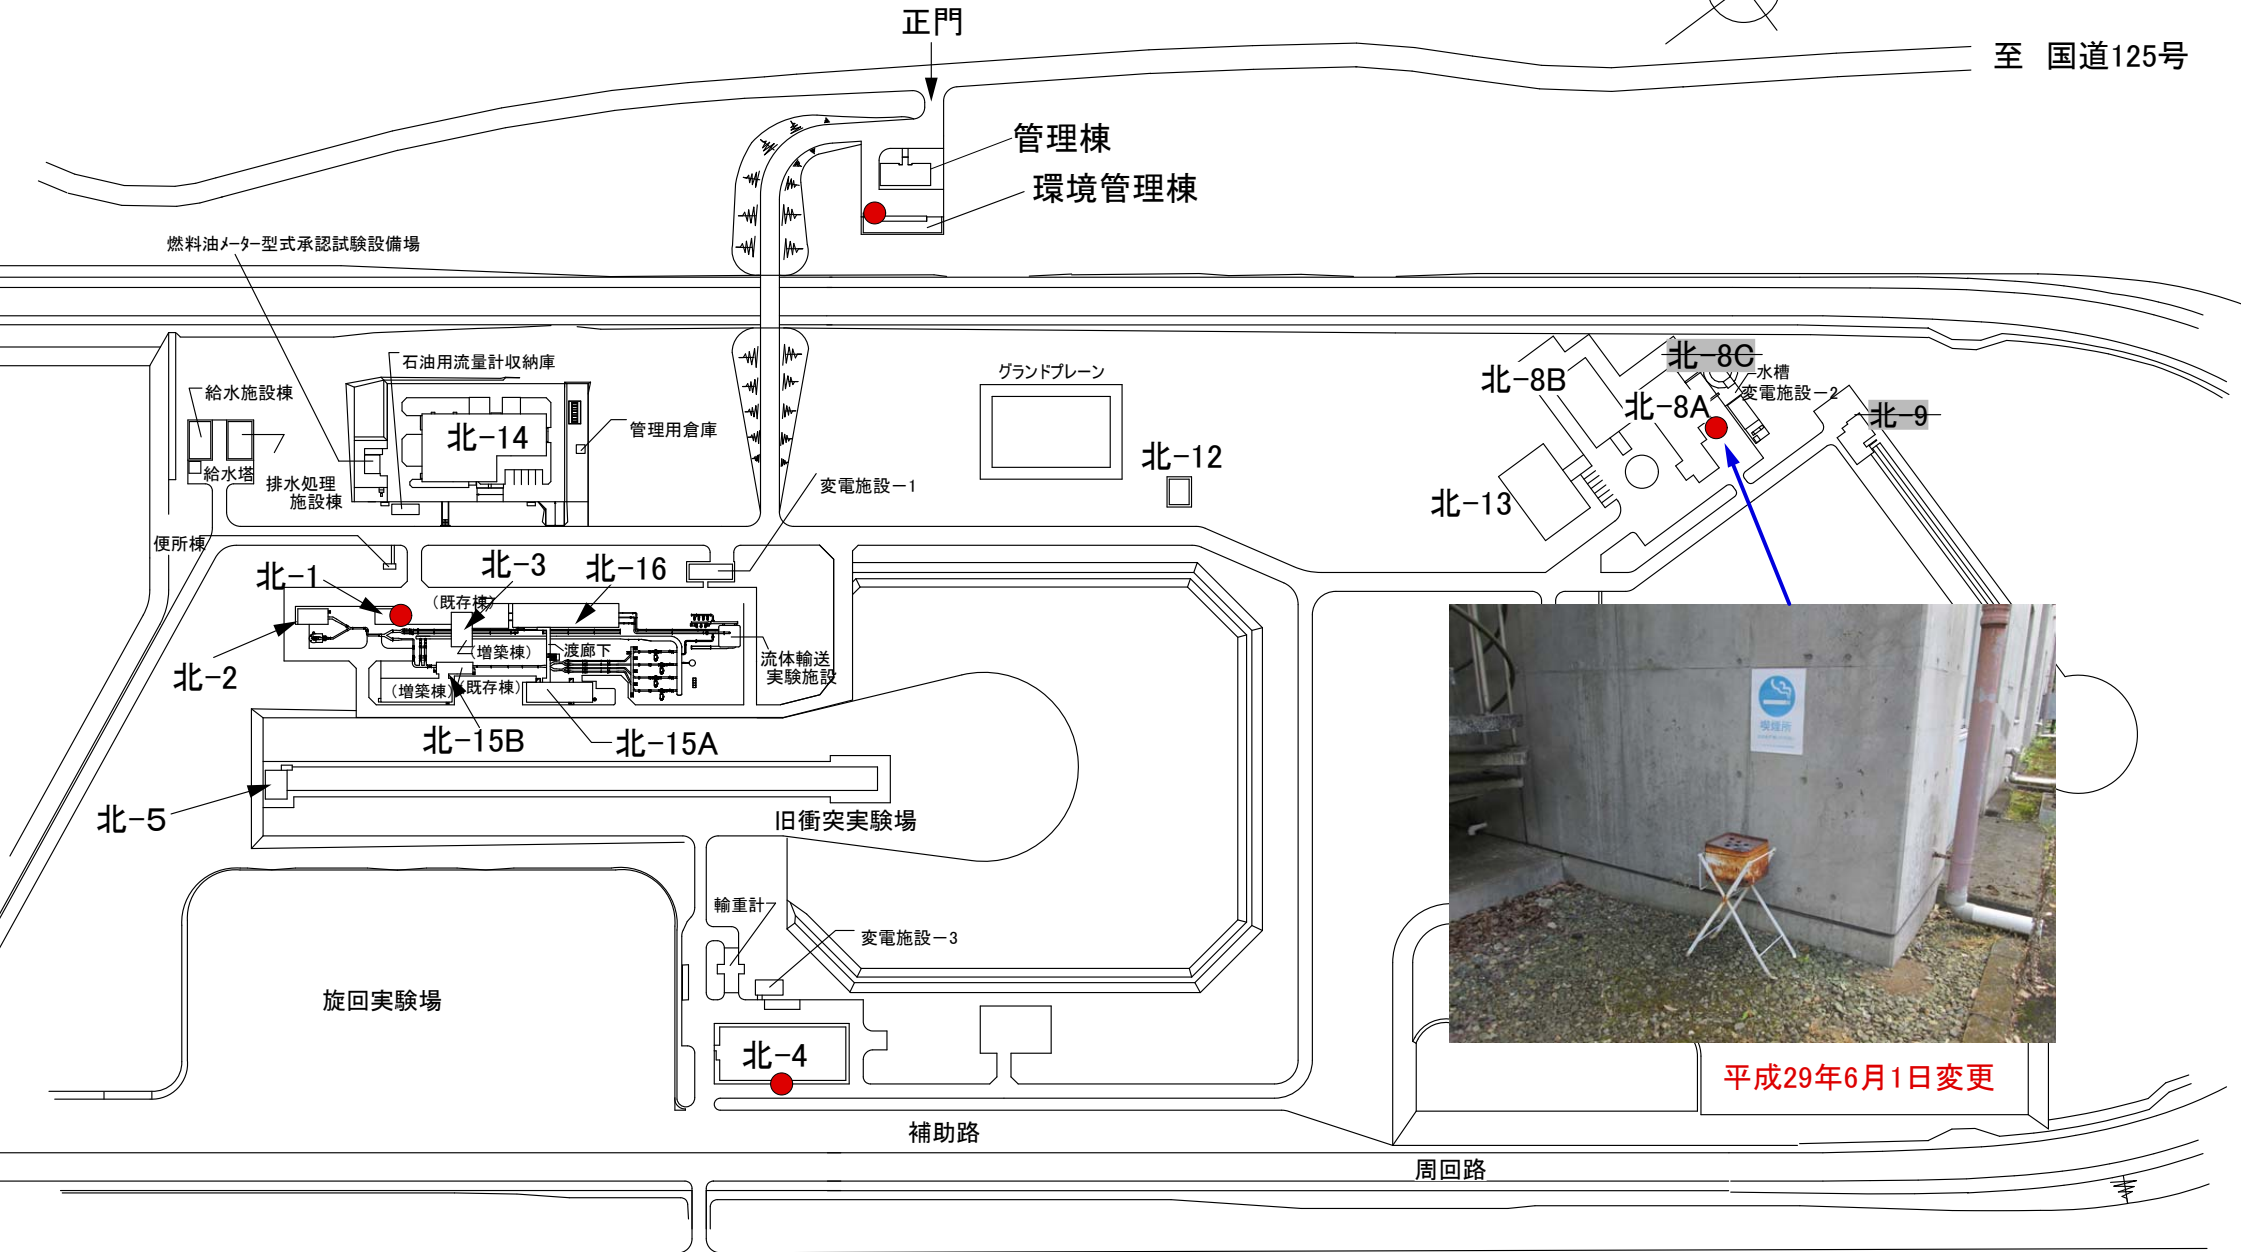 正門
至 国道125号
管理棟
環境管理棟
燃料油メーター型式承認試験設備場
石油用流量計収納庫
給水施設棟
北-14
管理用倉庫
給水塔
排水処理
施設棟
便所棟
グランドプレーン
北-12
変電施設－1
北-8B
北-8C
水槽
変電施設－2
北-8A
北-9
北-13
北-1
北-3
北-16
(既存棟)
北-2
(増築棟)
渡廊下
流体輸送
実験施設
(増築棟)
(既存棟)
北-15B
北-15A
北-5
旧衝突実験場
喫煙所
輪重計
変電施設－3
旋回実験場
北-4
平成29年6月1日変更
補助路
周回路